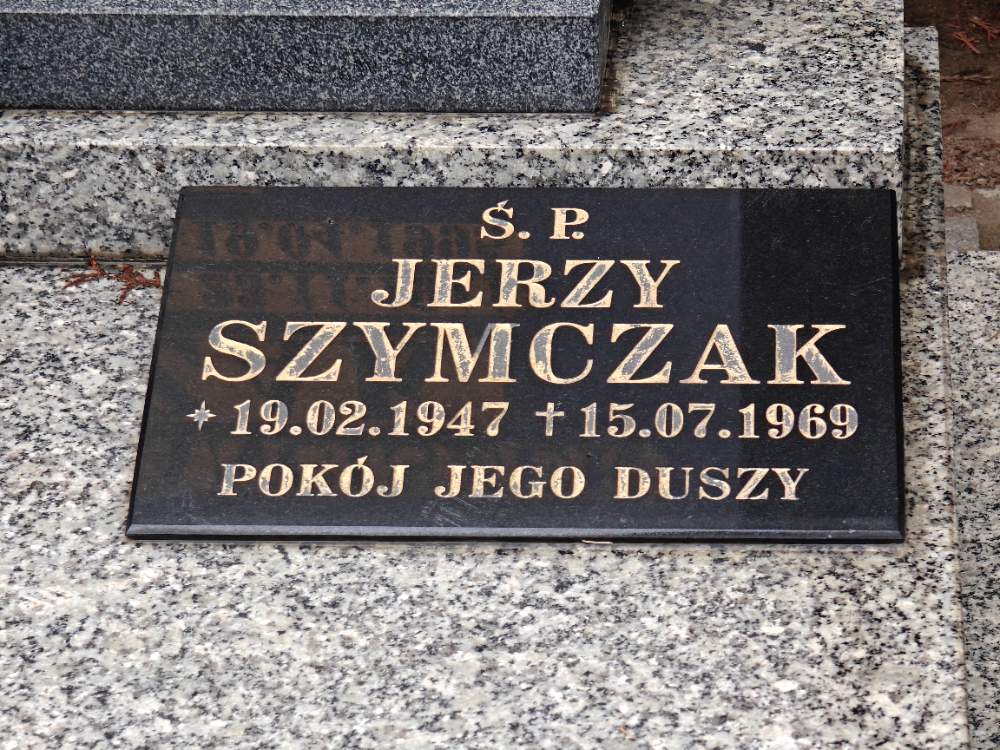 Ś. P.
JERZY
SZYMCZAK
* 19.02.1947 † 15.07.1969
POKÓJ JEGO DUSZY